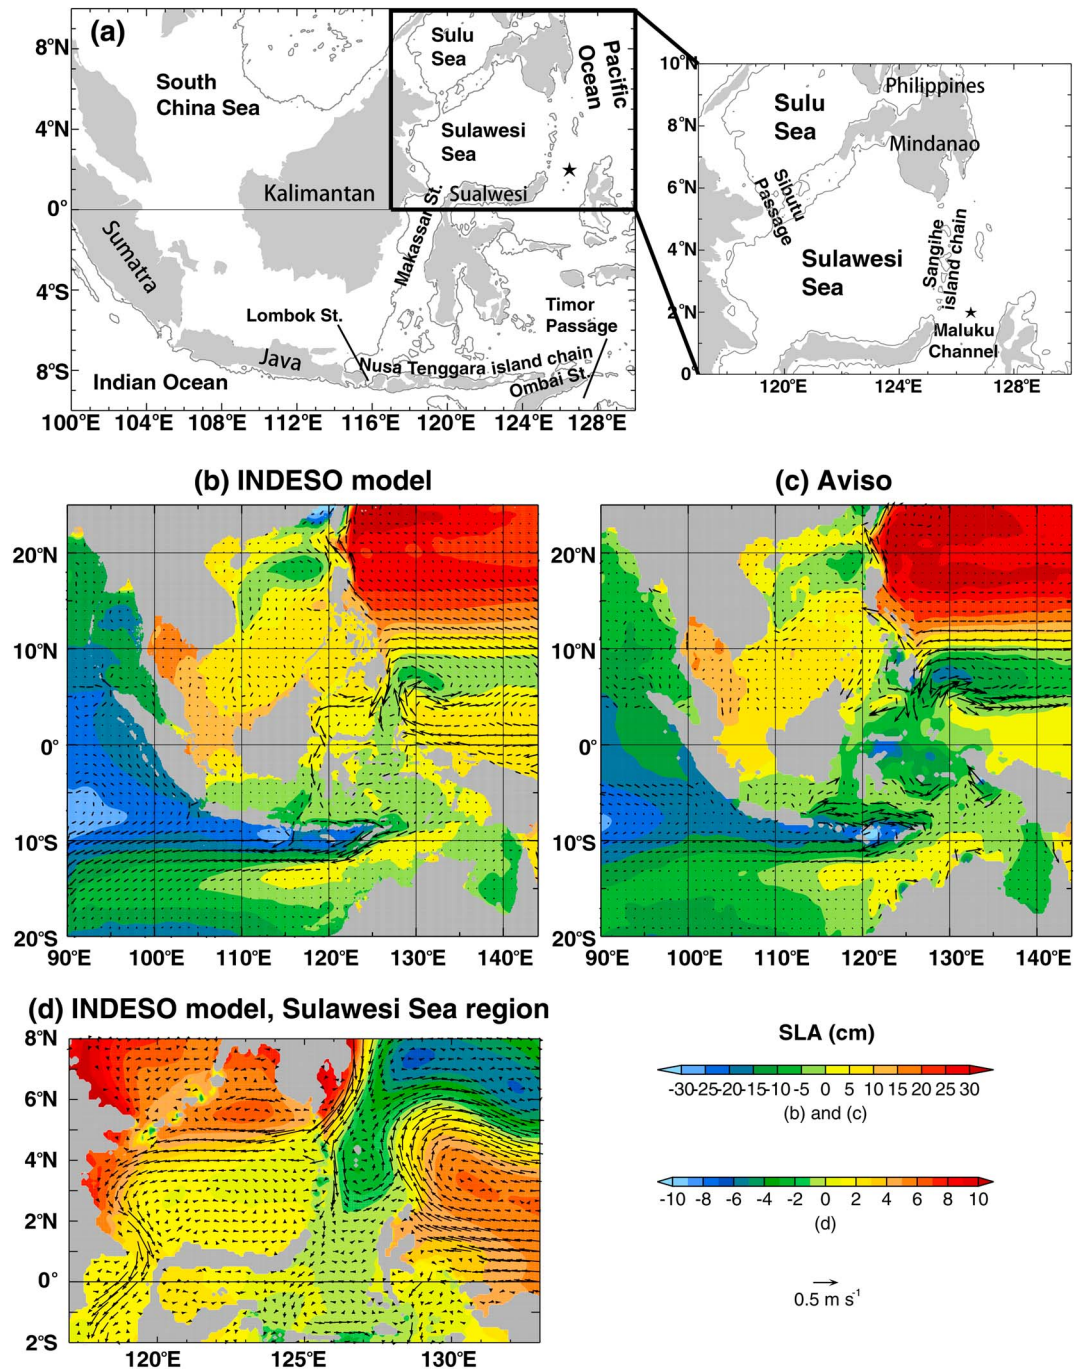 (a)
8°N
4°N
0°
4°S
8°S
100°E 104°E 108°E 112°E 116°E 120°E 124°E 128°E
South
China Sea
Sulu
Sea
Pacific
Ocean
Sulawesi
Sea
Kalimantan
Sualwesi
Makassar St.
Sumatra
Lombok St.
Timor
Passage
Java
Nusa Tenggara island chain
Ombai St.
Indian Ocean
10°N
8°N
6°N
4°N
2°N
0°
120°E 124°E 128°E
Philippines
Sulu
Sea
Mindanao
Sibutu
Passage
Sulawesi
Sea
Sangihe
island chain
Maluku
Channel
(b) INDESO model
20°N
10°N
0°
10°S
20°S
90°E 100°E 110°E 120°E 130°E 140°E
(c) Aviso
20°N
10°N
0°
10°S
20°S
90°E 100°E 110°E 120°E 130°E 140°E
(d) INDESO model, Sulawesi Sea region
8°N
6°N
4°N
2°N
0°
2°S
120°E 125°E 130°E
SLA (cm)
-30-25-20-15-10-5 0 5 10 15 20 25 30
(b) and (c)
-10 -8 -6 -4 -2 0 2 4 6 8 10
(d)
0.5 m s-1